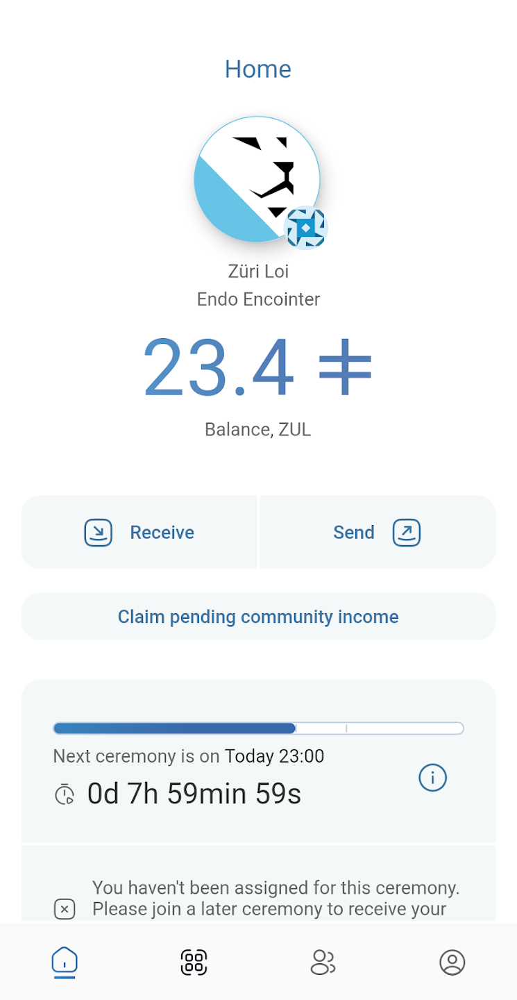 Home
Züri Loi
Endo Encointer
23.4 ⵐ
Balance, ZUL
Receive
Send
Claim pending community income
Next ceremony is on Today 23:00
0d 7h 59min 59s
You haven't been assigned for this ceremony.
Please join a later ceremony to receive your